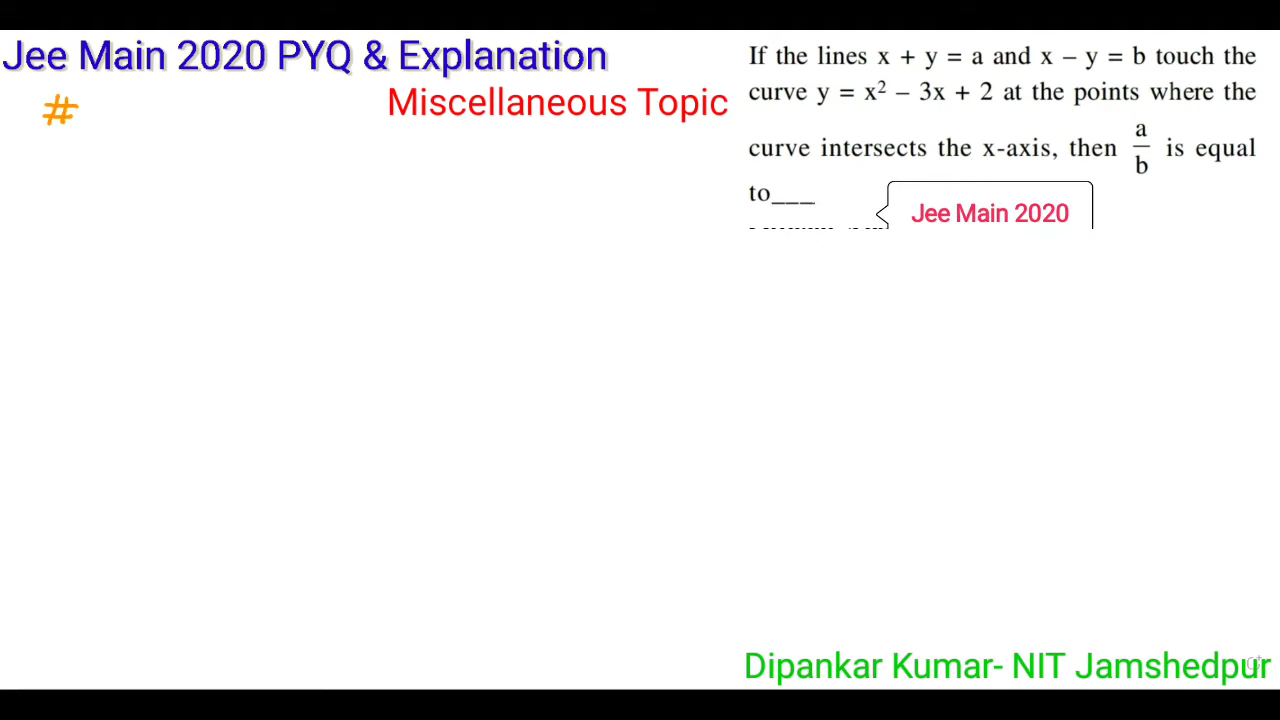 Jee Main 2020 PYQ & Explanation
#
Miscellaneous Topic
If the lines x + y = a and x – y = b touch the
curve y = x² – 3x + 2 at the points where the
curve intersects the x-axis, then a/b is equal
to___
Jee Main 2020
Dipankar Kumar- NIT Jamshedpur